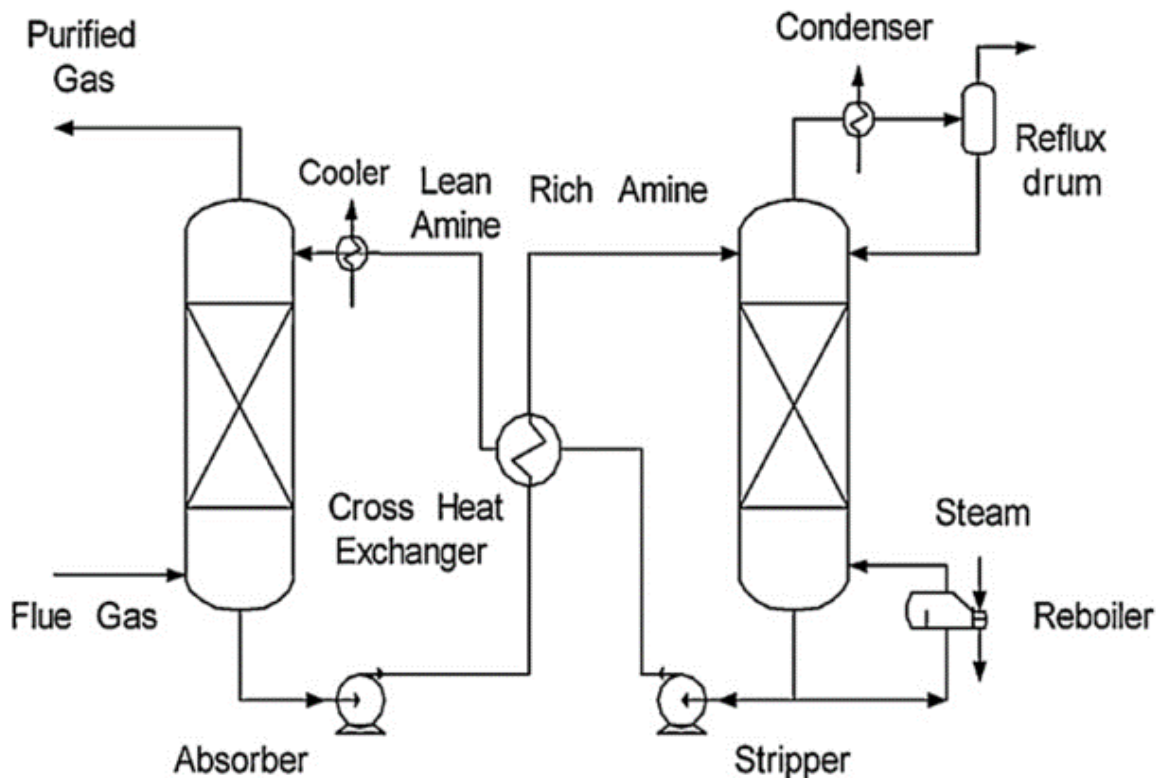 Purified
Gas
Condenser
Reflux
drum
Cooler
Lean
Amine
Rich Amine
Cross Heat
Exchanger
Steam
Flue Gas
Reboiler
Absorber
Stripper